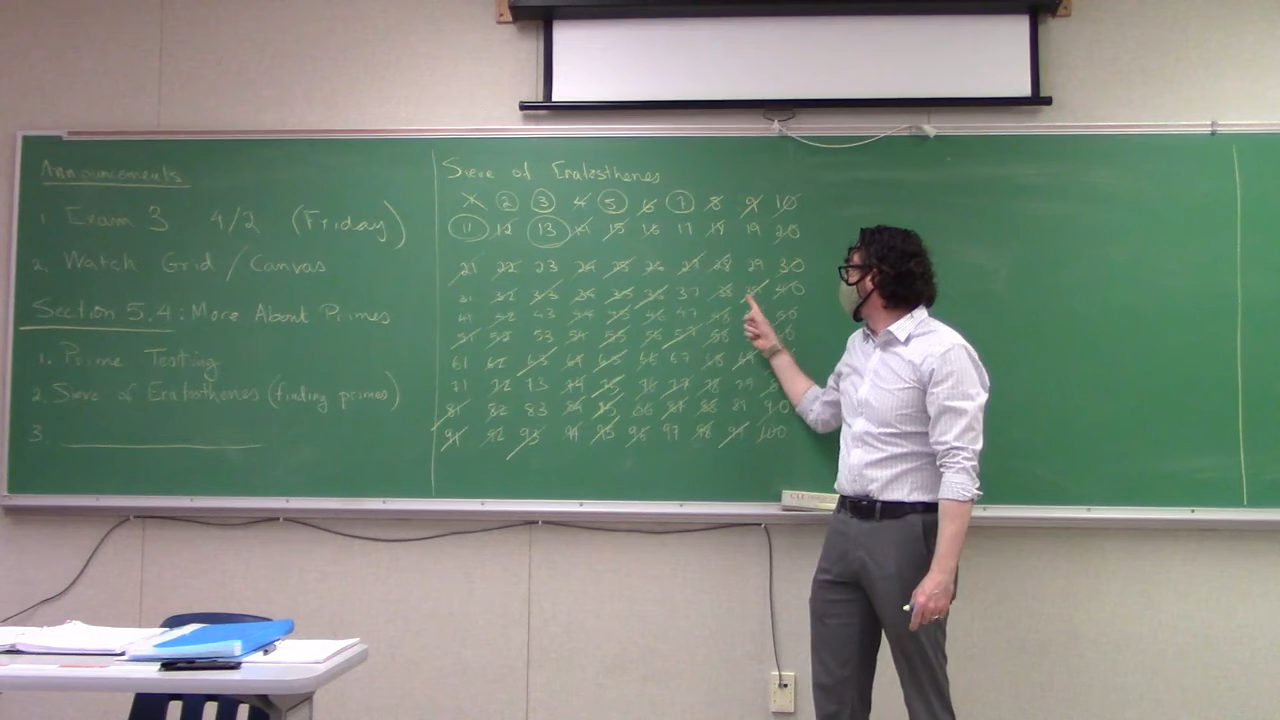 Announcements
1. Exam 3 4/2 (Friday)
2. Watch Grid / Canvas
Section 5.4: More About Primes
1. Prime Testing
2. Sieve of Eratosthenes (finding primes)
3.
Sieve of Eratosthenes
1 2 3 4 5 6 7 8 9 10
11 12 13 14 15 16 17 18 19 20
21 22 23 24 25 26 27 28 29 30
31 32 33 34 35 36 37 38 39 40
41 42 43 44 45 46 47 48 50
51 52 53 54 55 56 57 58
61 62 63 64 65 66 67 68 69
71 72 73 74 75 76 77 78 79
81 82 83 84 85 86 87 88 89 90
91 92 93 94 95 96 97 98 99 100